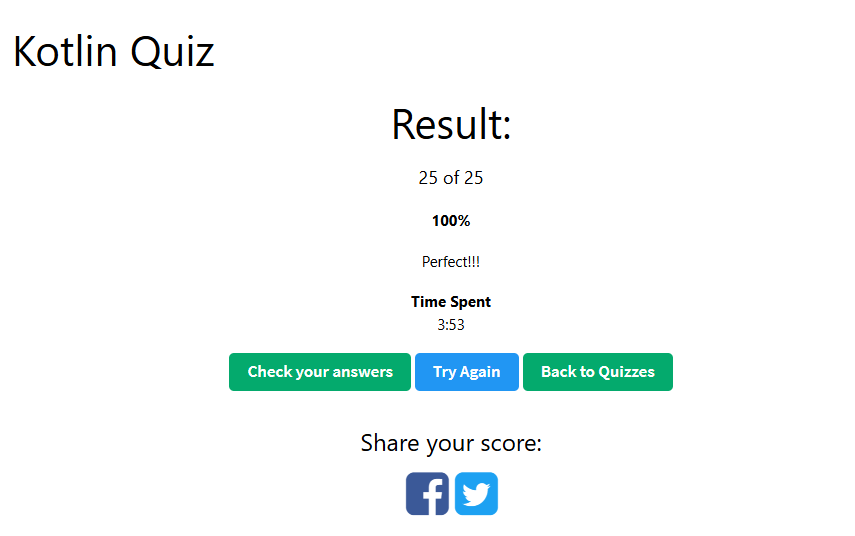 Kotlin Quiz
Result:
25 of 25
100%
Perfect!!!
Time Spent
3:53
Check your answers Try Again Back to Quizzes
Share your score: